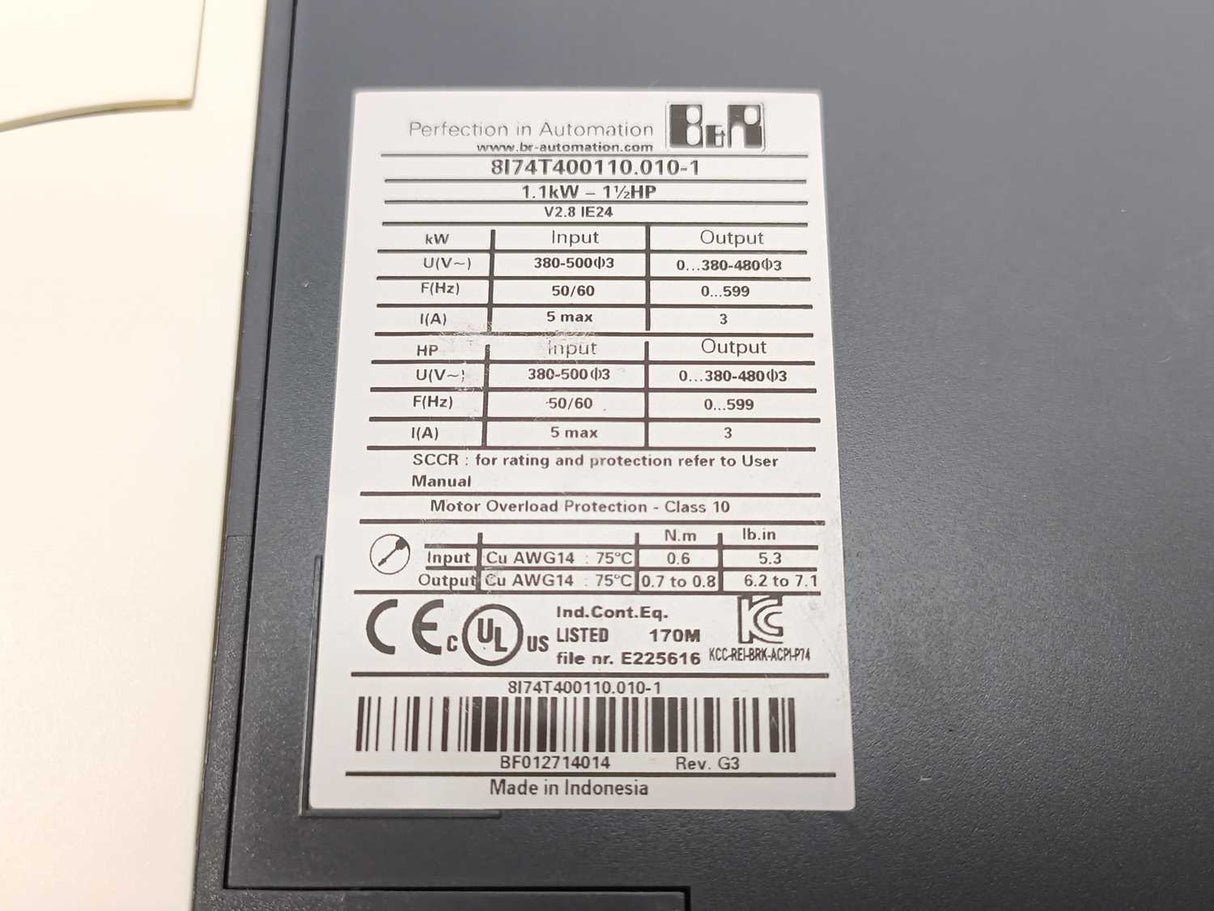 Perfection in Automation B&R
www.br-automation.com
8I74T400110.010-1
1.1kW – 1½HP
V2.8 IE24
kW Input Output
U(V~) 380-500Φ3 0...380-480Φ3
F(Hz) 50/60 0...599
I(A) 5 max 3
HP Input Output
U(V~) 380-500Φ3 0...380-480Φ3
F(Hz) 50/60 0...599
I(A) 5 max 3
SCCR : for rating and protection refer to User
Manual
Motor Overload Protection - Class 10
N.m lb.in
Input Cu AWG14 : 75°C 0.6 5.3
Output Cu AWG14 : 75°C 0.7 to 0.8 6.2 to 7.1
CE c UL US Ind.Cont.Eq. KC
LISTED 170M
file nr. E225616 KCC-REI-BRK-ACPI-P74
8I74T400110.010-1
BF012714014 Rev. G3
Made in Indonesia